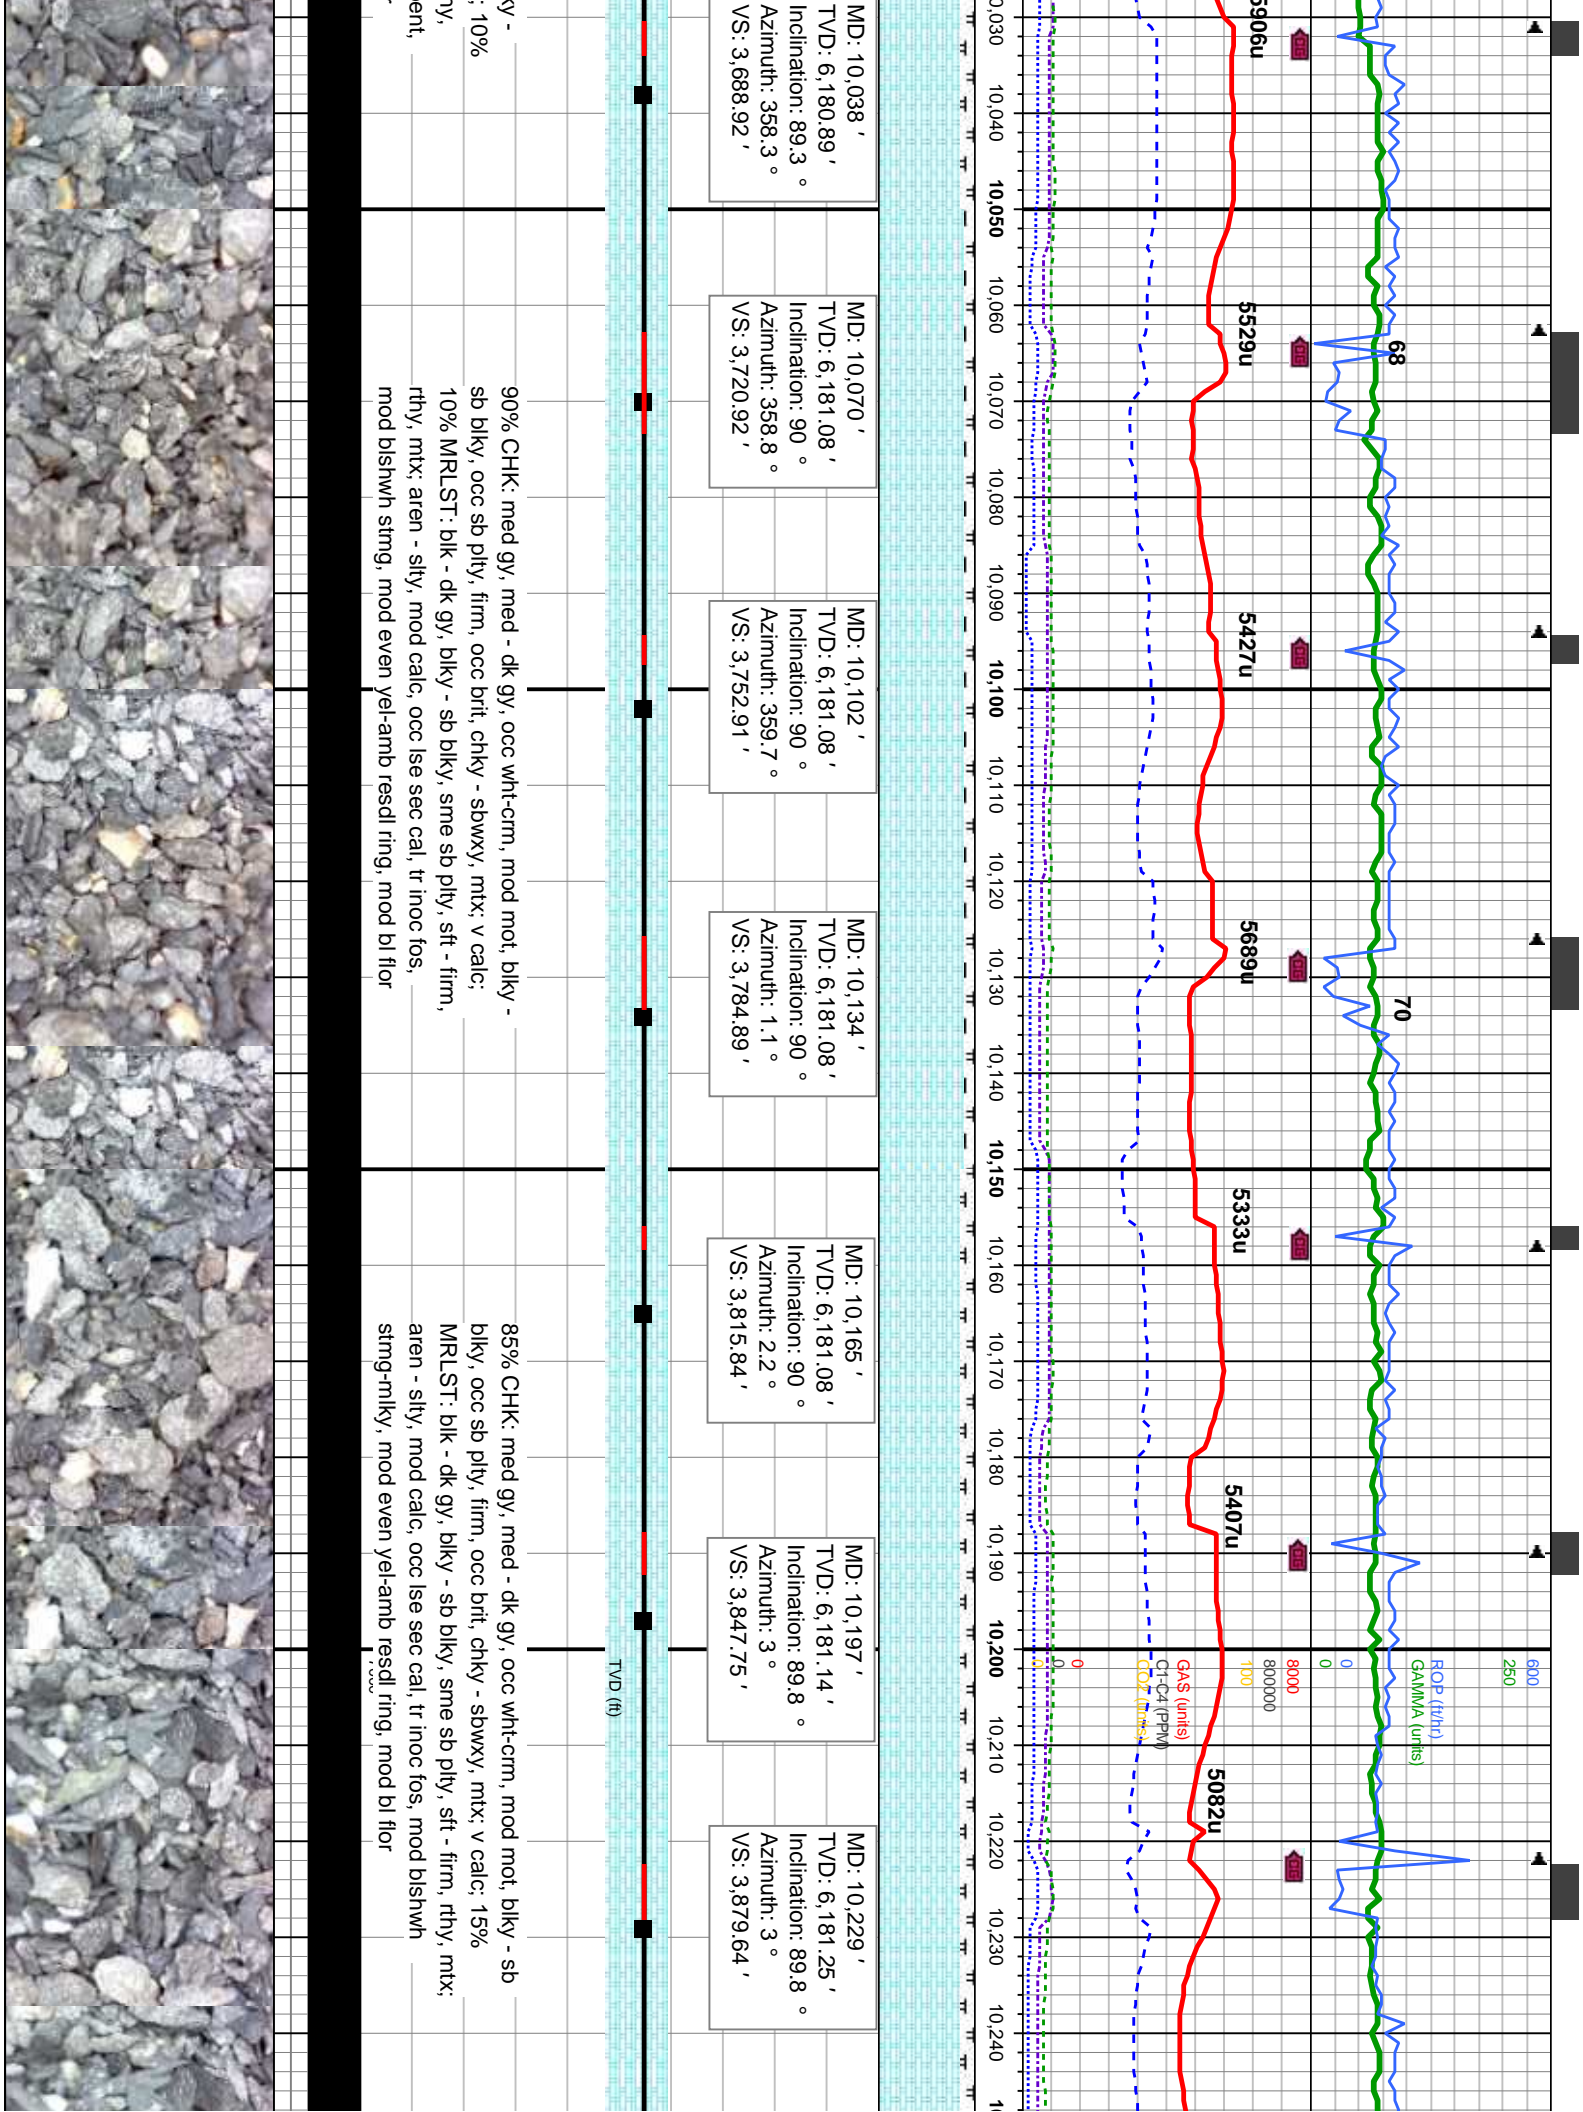 5906u
5529u
68
5427u
5689u
70
5333u
5407u
5082u
ROP (ft/hr)
GAMMA (units)
600
250
0
0
8000
800000
100
GAS (units)
C1-C4 (PPM)
CO2 (units)
0
0
0
10,040
10,050
10,060
10,070
10,080
10,090
10,100
10,110
10,120
10,130
10,140
10,150
10,160
10,170
10,180
10,190
10,200
10,210
10,220
10,230
10,240
MD: 10,038 '
TVD: 6,180.89 '
Inclination: 89.3 °
Azimuth: 358.3 °
VS: 3,688.92 '
MD: 10,070 '
TVD: 6,181.08 '
Inclination: 90 °
Azimuth: 358.8 °
VS: 3,720.92 '
MD: 10,102 '
TVD: 6,181.08 '
Inclination: 90 °
Azimuth: 359.7 °
VS: 3,752.91 '
MD: 10,134 '
TVD: 6,181.08 '
Inclination: 90 °
Azimuth: 1.1 °
VS: 3,784.89 '
MD: 10,165 '
TVD: 6,181.08 '
Inclination: 90 °
Azimuth: 2.2 °
VS: 3,815.84 '
MD: 10,197 '
TVD: 6,181.14 '
Inclination: 89.8 °
Azimuth: 3 °
VS: 3,847.75 '
MD: 10,229 '
TVD: 6,181.25 '
Inclination: 89.8 °
Azimuth: 3 °
VS: 3,879.64 '
TVD (ft)
; 10%
90% CHK: med gy, med - dk gy, occ wht-crm, mod mot, blky -
sb blky, occ sb plty, firm, occ brit, chky - sbwxy, mtx; v calc;
10% MRLST: blk - dk gy, blky - sb blky, sme sb plty, sft - firm,
rthy, mtx; aren - slty, mod calc, occ lse sec cal, tr inoc fos,
mod blshwh stmg, mod even yel-amb resdl ring, mod bl flor
85% CHK: med gy, med - dk gy, occ wht-crm, mod mot, blky - sb
blky, occ sb plty, firm, occ brit, chky - sbwxy, mtx; v calc; 15%
MRLST: blk - dk gy, blky - sb blky, sme sb plty, sft - firm, rthy, mtx;
aren - slty, mod calc, occ lse sec cal, tr inoc fos, mod blshwh
stmg-mlky, mod even yel-amb resdl ring, mod bl flor